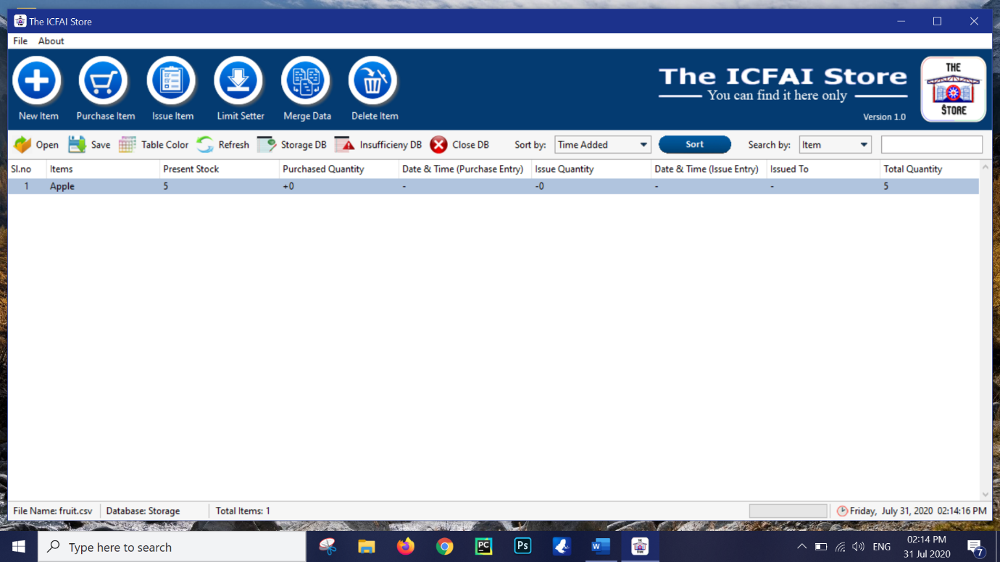 The ICFAI Store
File About
New Item Purchase Item Issue Item Limit Setter Merge Data Delete Item
The ICFAI Store
You can find it here only
Version 1.0
THE
STORE
Open Save Table Color Refresh Storage DB Insufficieny DB Close DB Sort by: Time Added Sort Search by: Item
Sl.no Items Present Stock Purchased Quantity Date & Time (Purchase Entry) Issue Quantity Date & Time (Issue Entry) Issued To Total Quantity
1 Apple 5 +0 - -0 - - 5
File Name: fruit.csv Database: Storage Total Items: 1 Friday, July 31, 2020 02:14:16 PM
Type here to search PC Ps W ENG 02:14 PM
31 Jul 2020 7